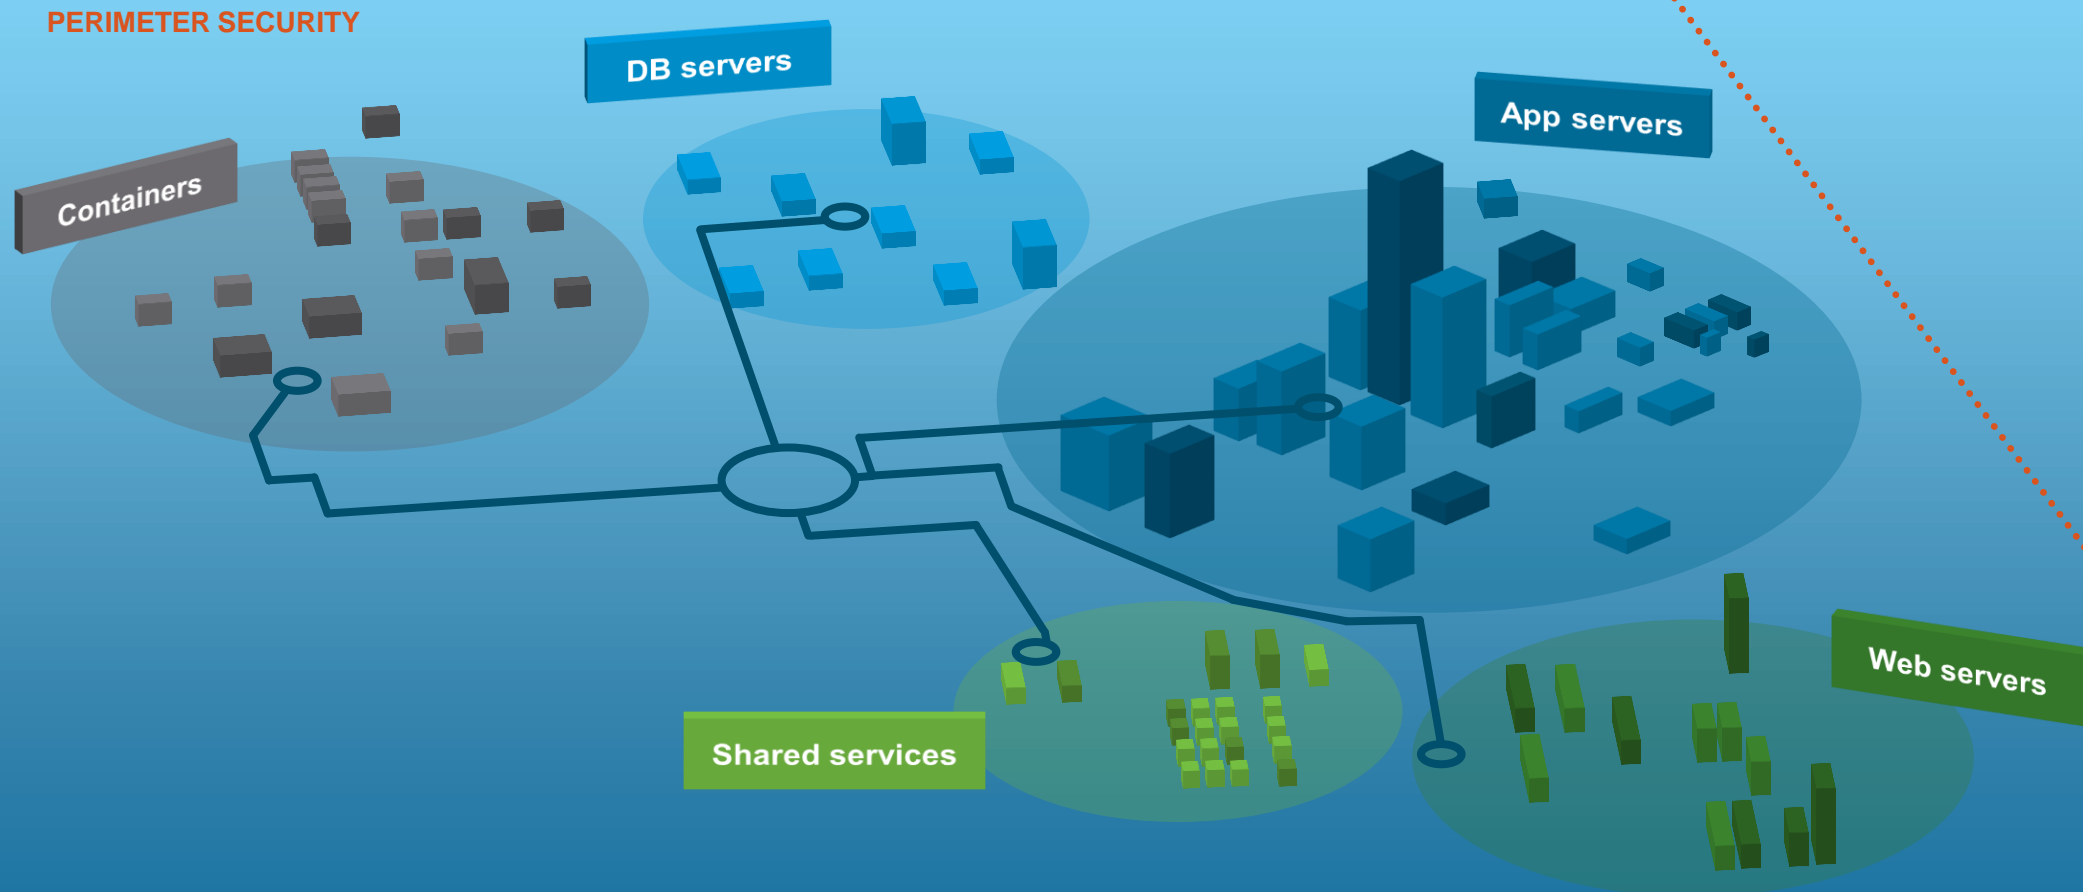 PERIMETER SECURITY
DB servers
App servers
Containers
Web servers
Shared services